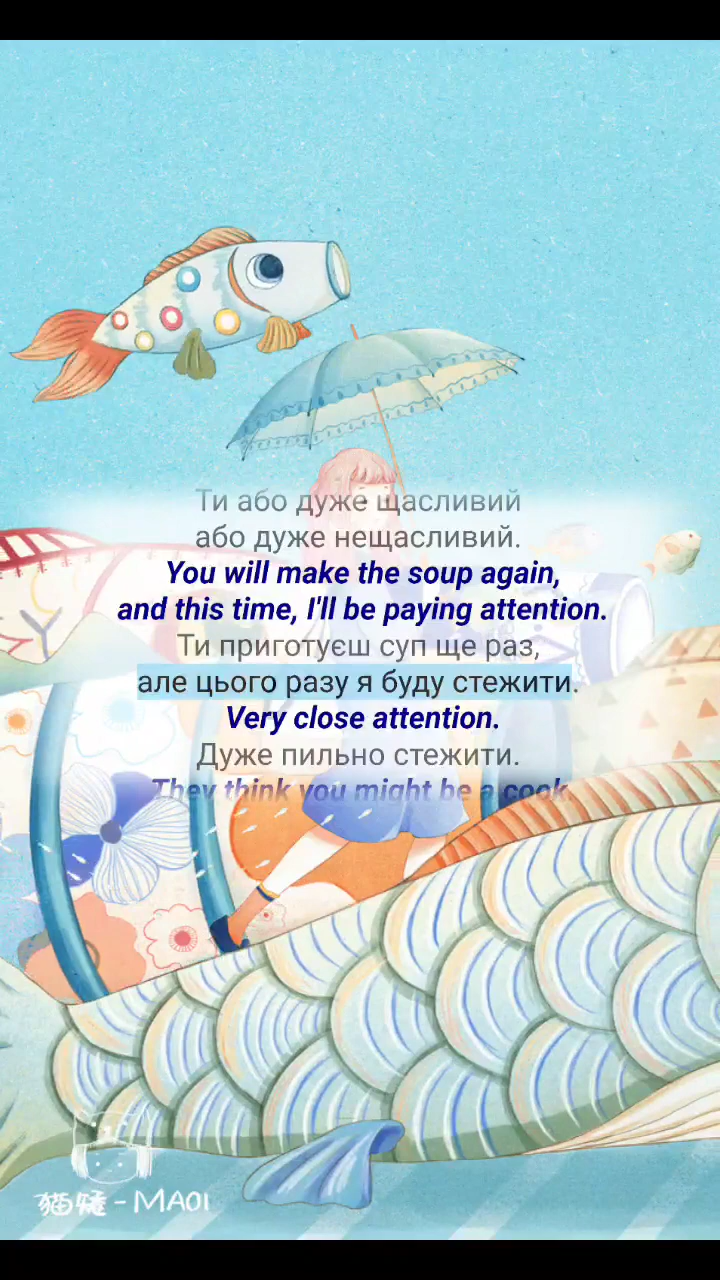 Ти або дуже щасливий
або дуже нещасливий.
You will make the soup again,
and this time, I'll be paying attention.
Ти приготуєш суп ще раз,
але цього разу я буду стежити.
Very close attention.
Дуже пильно стежити.
They think you might be a cook.
猫矮-MAOI